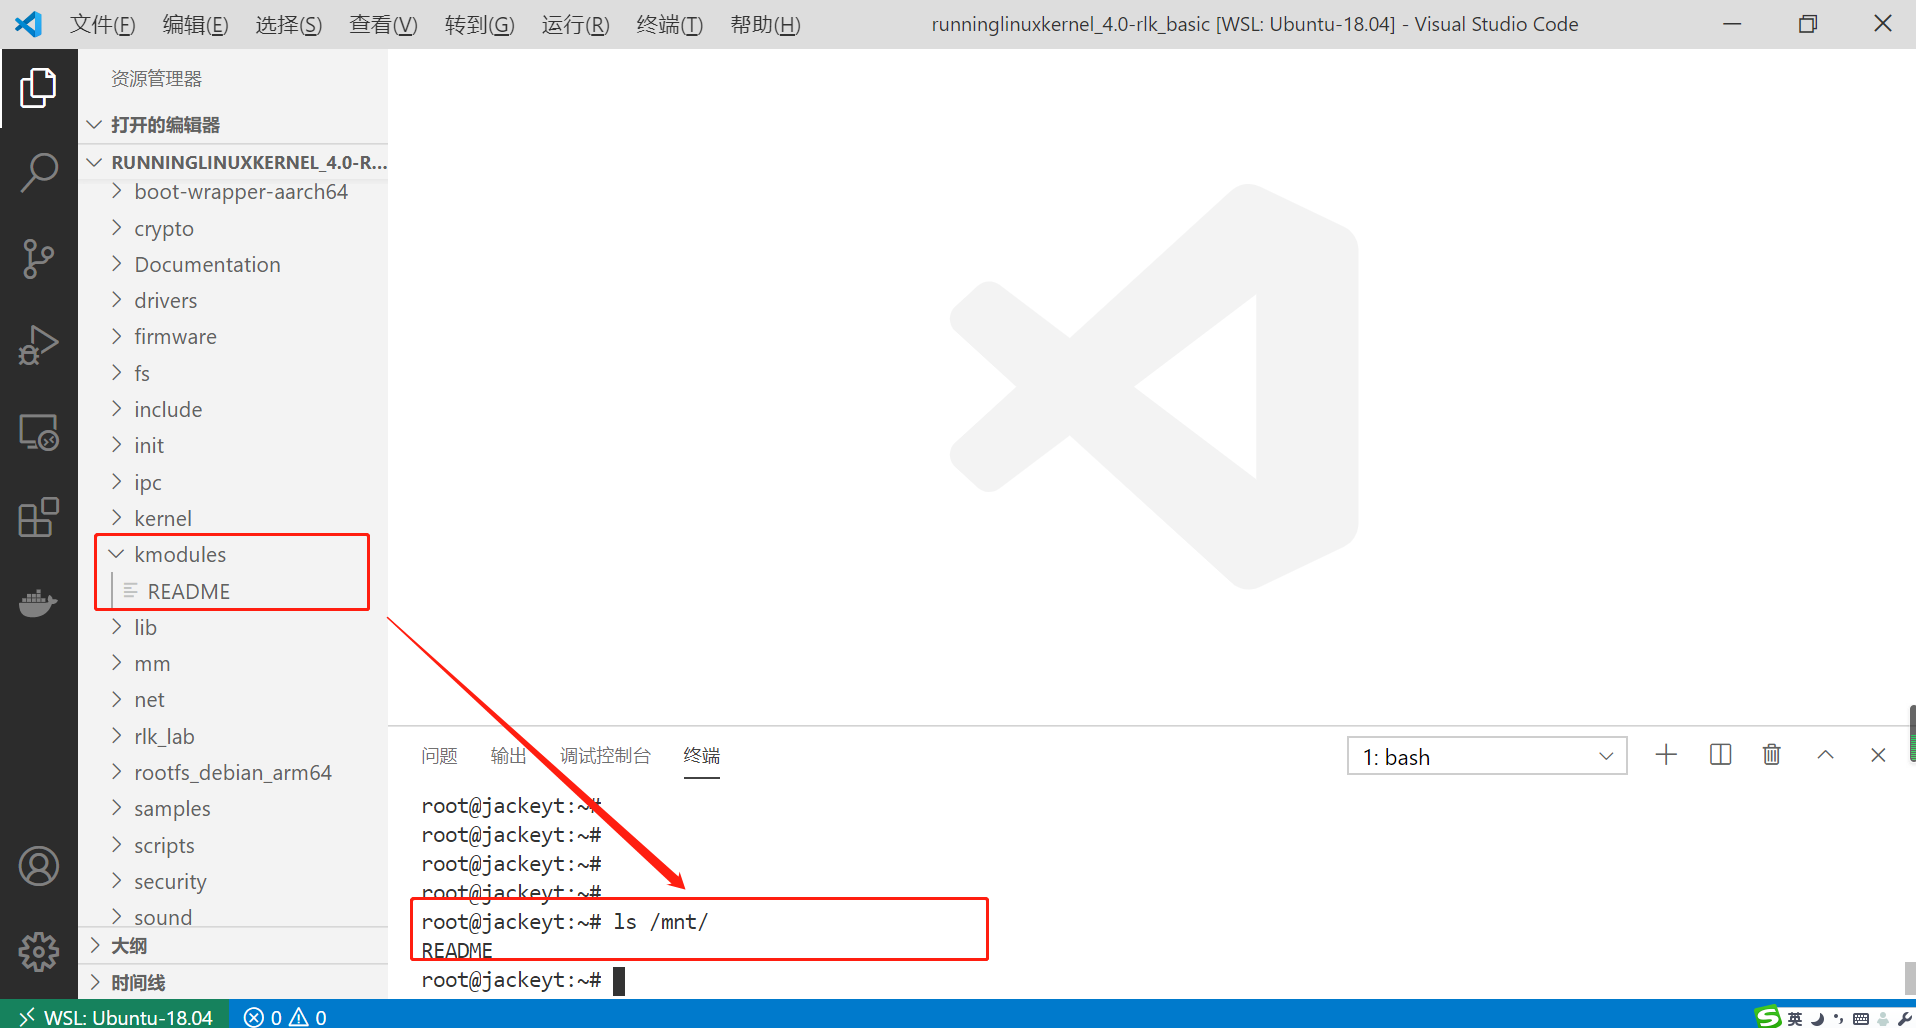 文件(F) 编辑(E) 选择(S) 查看(V) 转到(G) 运行(R) 终端(T) 帮助(H) runninglinuxkernel_4.0-rlk_basic [WSL: Ubuntu-18.04] - Visual Studio Code
资源管理器
打开的编辑器
RUNNINGLINUXKERNEL_4.0-R...
boot-wrapper-aarch64
crypto
Documentation
drivers
firmware
fs
include
init
ipc
kernel
kmodules
README
lib
mm
net
rlk_lab
rootfs_debian_arm64
samples
scripts
security
sound
大纲
时间线
问题 输出 调试控制台 终端 1: bash
root@jackeyt:~#
root@jackeyt:~#
root@jackeyt:~#
root@jackeyt:~#
root@jackeyt:~# ls /mnt/
README
root@jackeyt:~#
WSL: Ubuntu-18.04 0 0 英